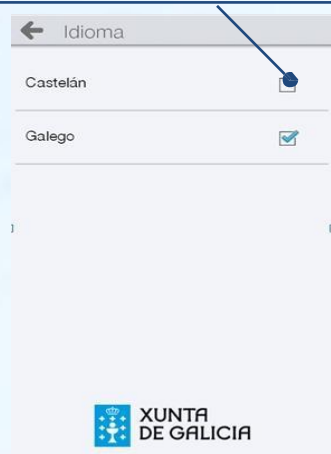 Idioma
Castelán
Galego
XUNTA
DE GALICIA